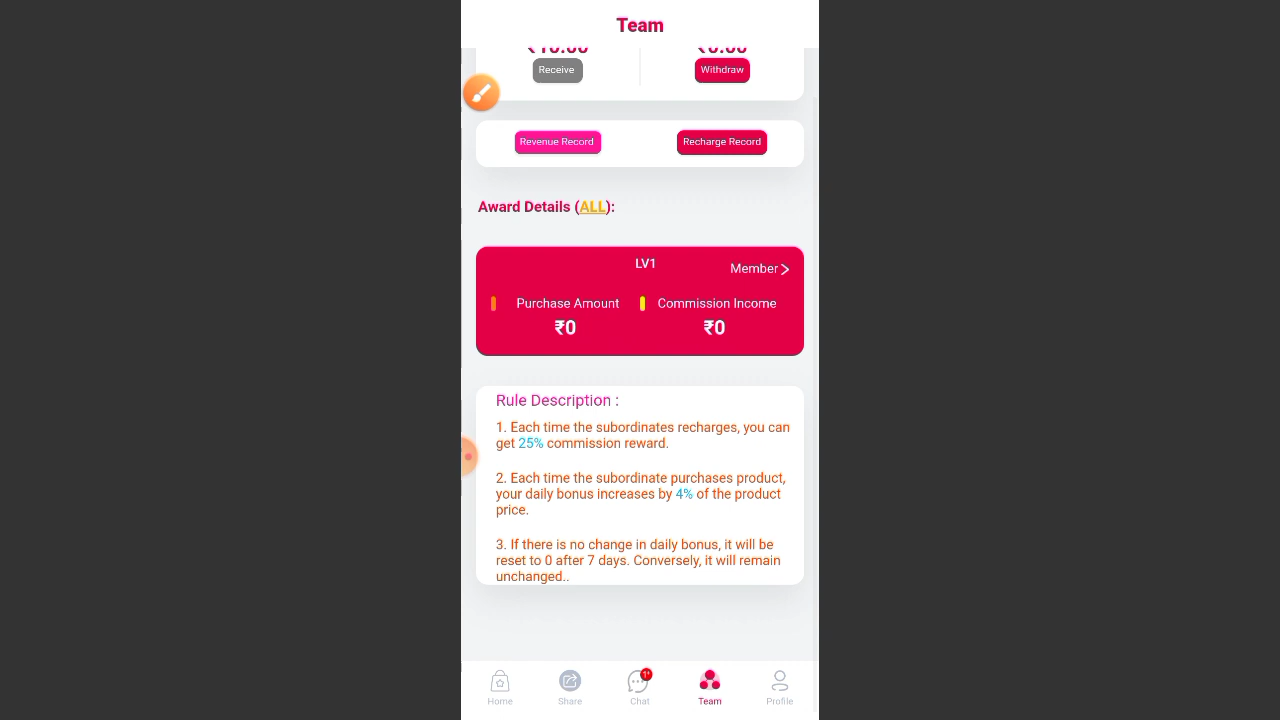 Team
₹10.00
₹0.00
Receive
Withdraw
Revenue Record
Recharge Record
Award Details (ALL):
LV1
Member
Purchase Amount
Commission Income
₹0
₹0
Rule Description :
1. Each time the subordinates recharges, you can
get 25% commission reward.
2. Each time the subordinate purchases product,
your daily bonus increases by 4% of the product
price.
3. If there is no change in daily bonus, it will be
reset to 0 after 7 days. Conversely, it will remain
unchanged..
Home
Share
Chat
Team
Profile